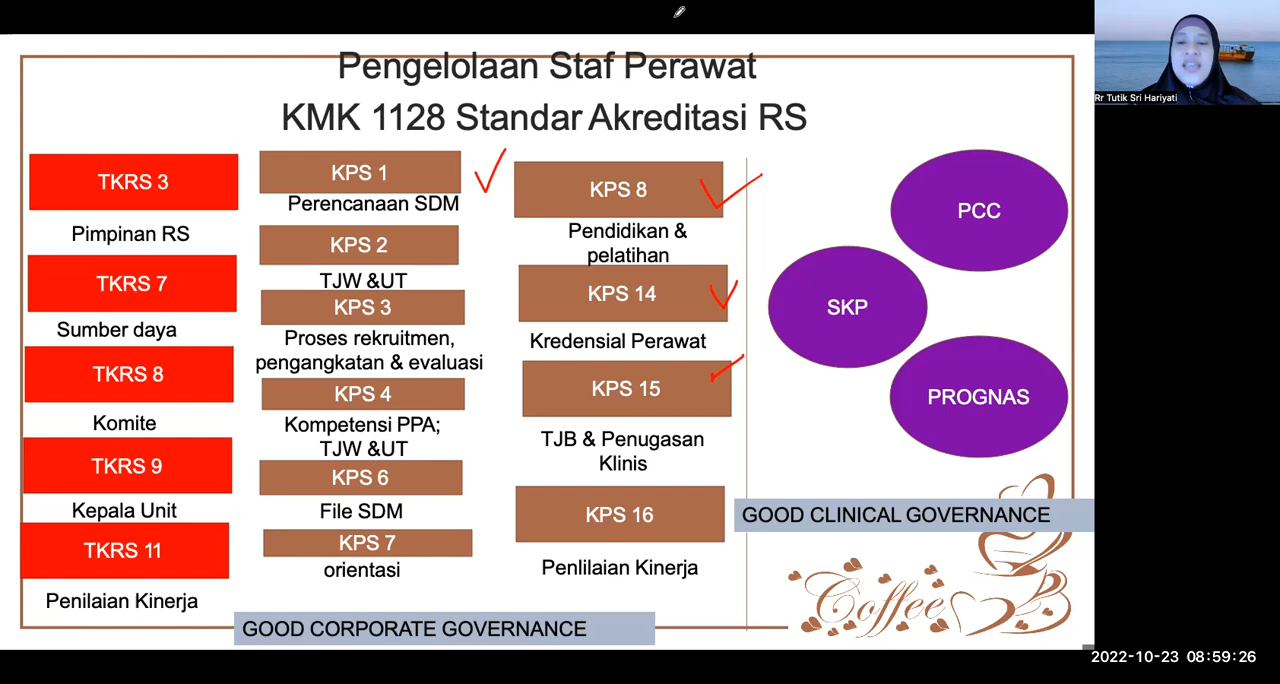 Pengelolaan Staf Perawat
KMK 1128 Standar Akreditasi RS
Rr Tutik Sri Hariyati
TKRS 3
Pimpinan RS
TKRS 7
Sumber daya
TKRS 8
Komite
TKRS 9
Kepala Unit
TKRS 11
Penilaian Kinerja
KPS 1
Perencanaan SDM
KPS 2
TJW &UT
KPS 3
Proses rekruitmen,
pengangkatan & evaluasi
KPS 4
Kompetensi PPA;
TJW &UT
KPS 6
File SDM
KPS 7
orientasi
KPS 8
Pendidikan &
pelatihan
KPS 14
Kredensial Perawat
KPS 15
TJB & Penugasan
Klinis
KPS 16
Penlilaian Kinerja
PCC
SKP
PROGNAS
GOOD CLINICAL GOVERNANCE
Coffee
GOOD CORPORATE GOVERNANCE
2022-10-23 08:59:26